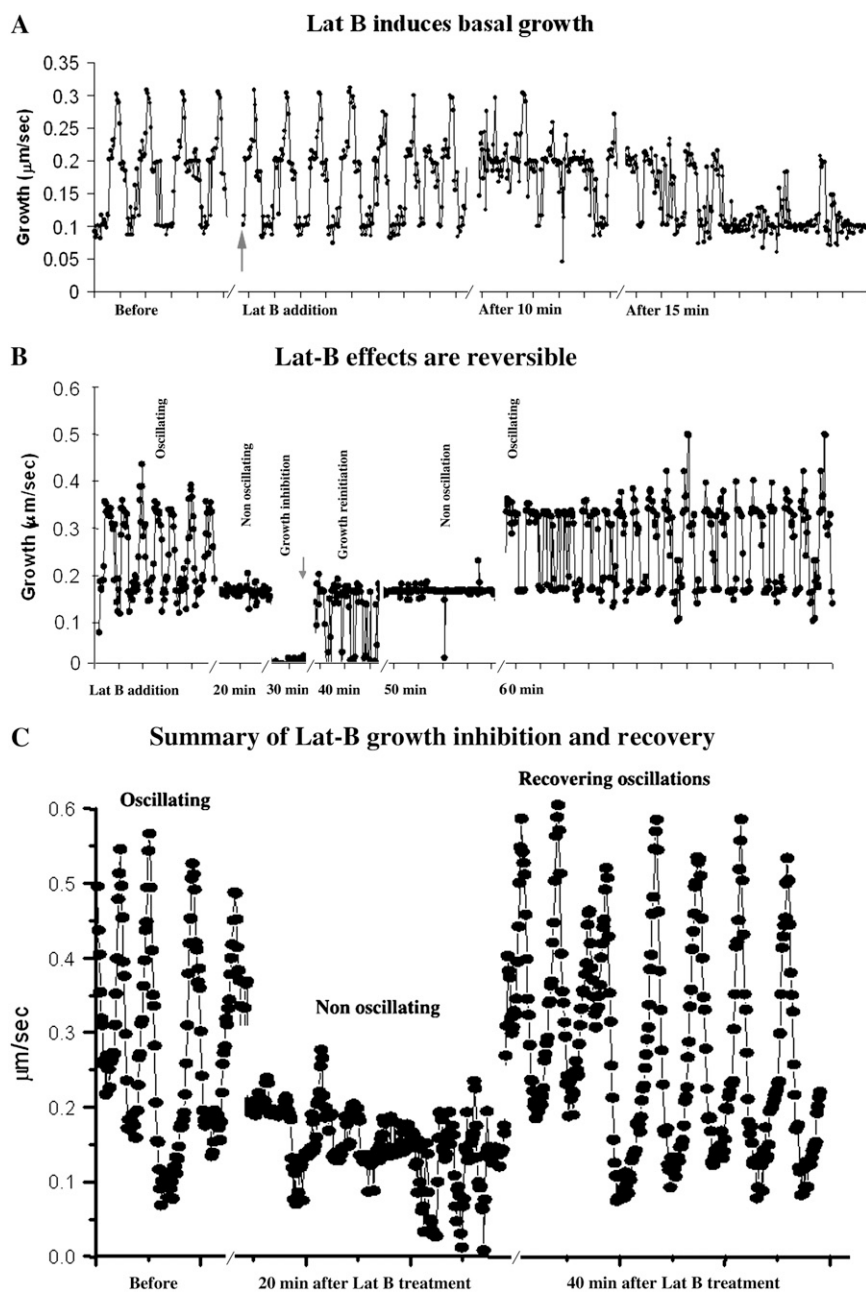 A
Lat B induces basal growth
Growth (µm/sec)
0.35
0.3
0.2
0.1
0.05
0
Before
Lat B addition
After 10 min
After 15 min
B
Lat-B effects are reversible
Growth (µm/sec)
0.6
0.5
0.4
0.3
0.2
0.1
0
Oscillating
Non oscillating
Growth inhibition
Growth reinitiation
Non oscillation
Oscillating
Lat B addition
20 min
30 min
40 min
50 min
60 min
C
Summary of Lat-B growth inhibition and recovery
µm/sec
0.6
0.5
0.4
0.3
0.2
0.1
0.0
Oscillating
Non oscillating
Recovering oscillations
Before
20 min after Lat B treatment
40 min after Lat B treatment